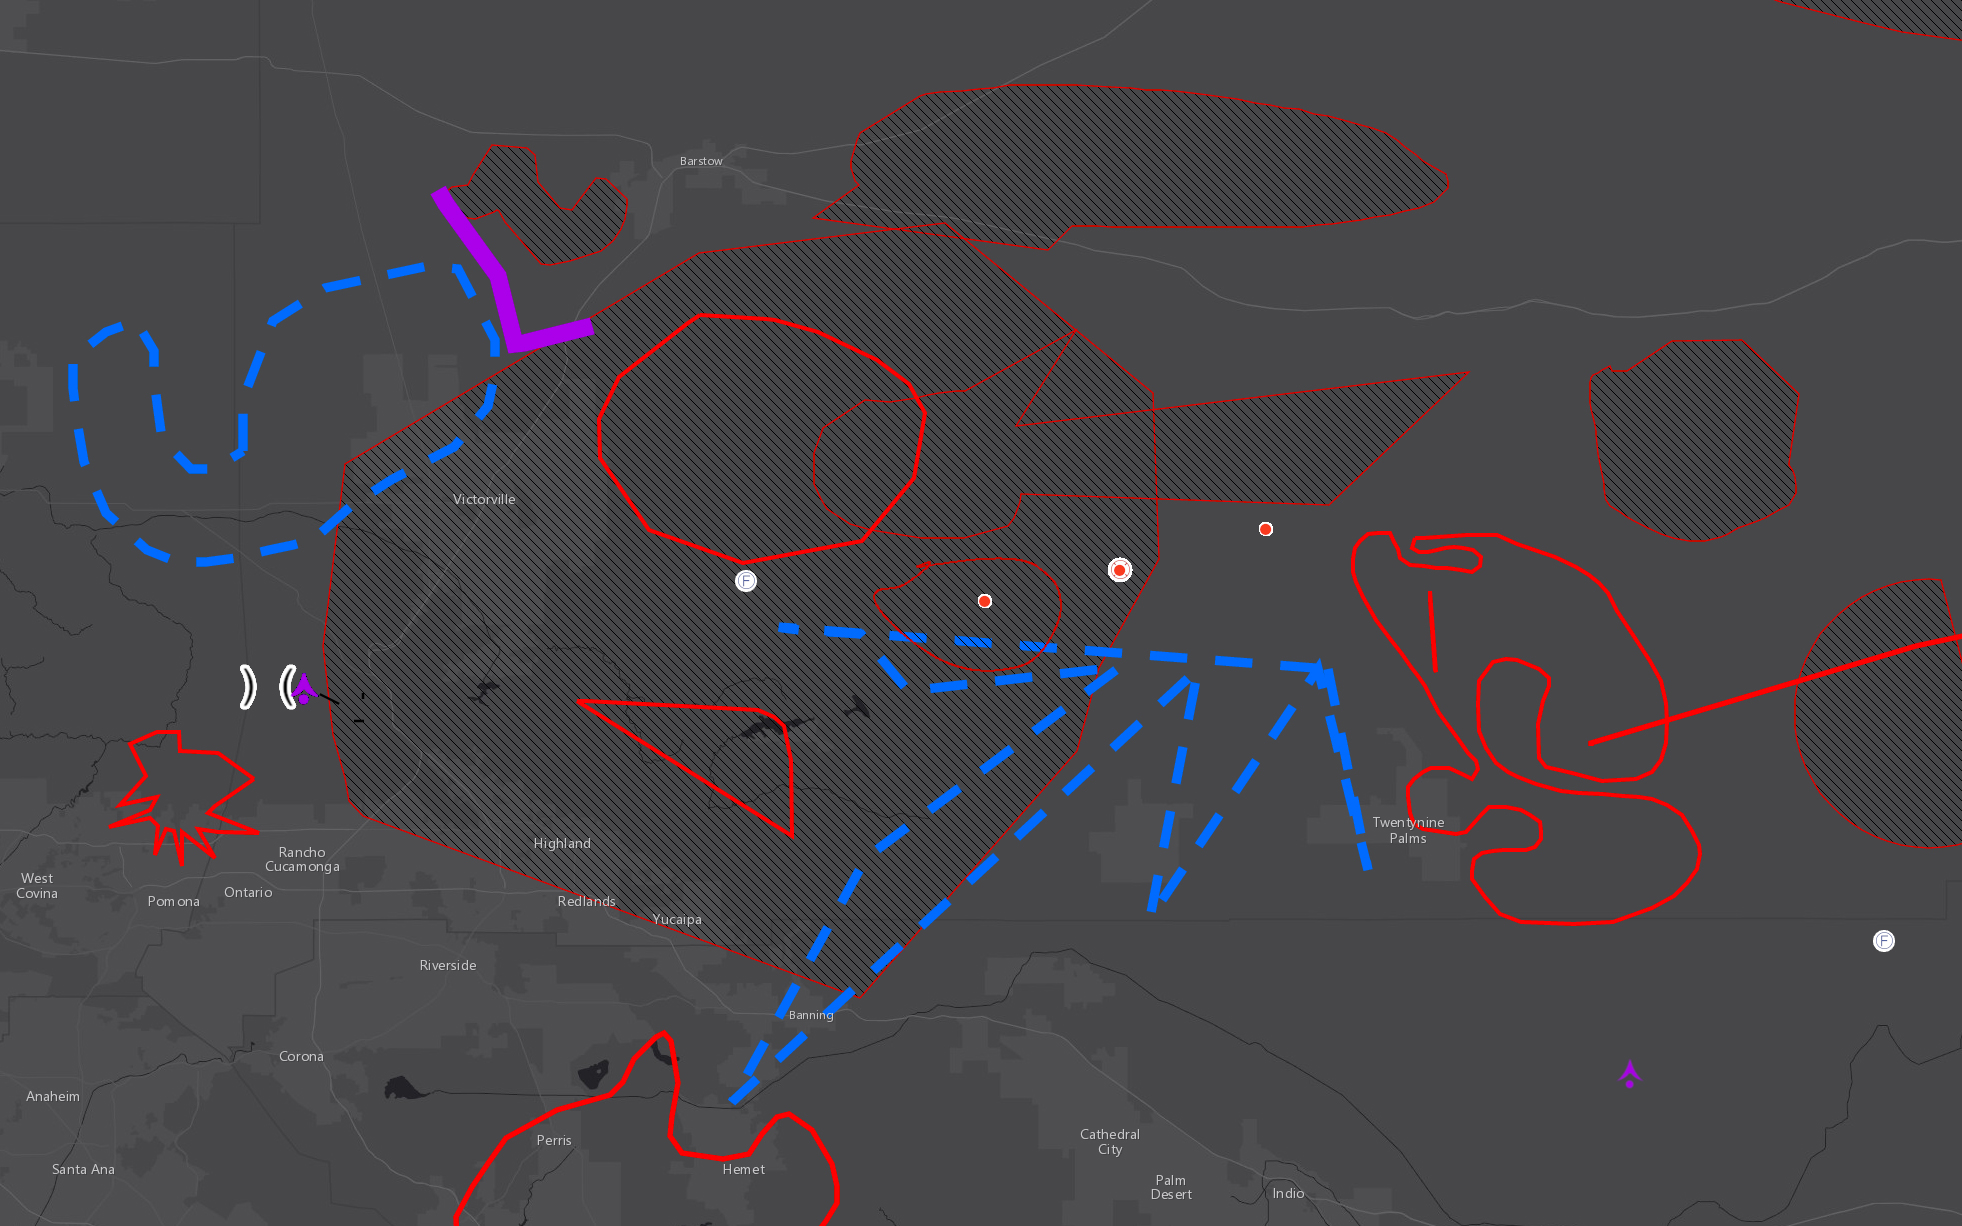 Barstow
Victorville
F
Twentynine
Palms
Highland
Rancho
Cucamonga
West
Covina
Ontario
Pomona
Redlands
Yucaipa
F
Riverside
Banning
Corona
Anaheim
Perris
Cathedral
City
Santa Ana
Hemet
Palm
Desert
Indio